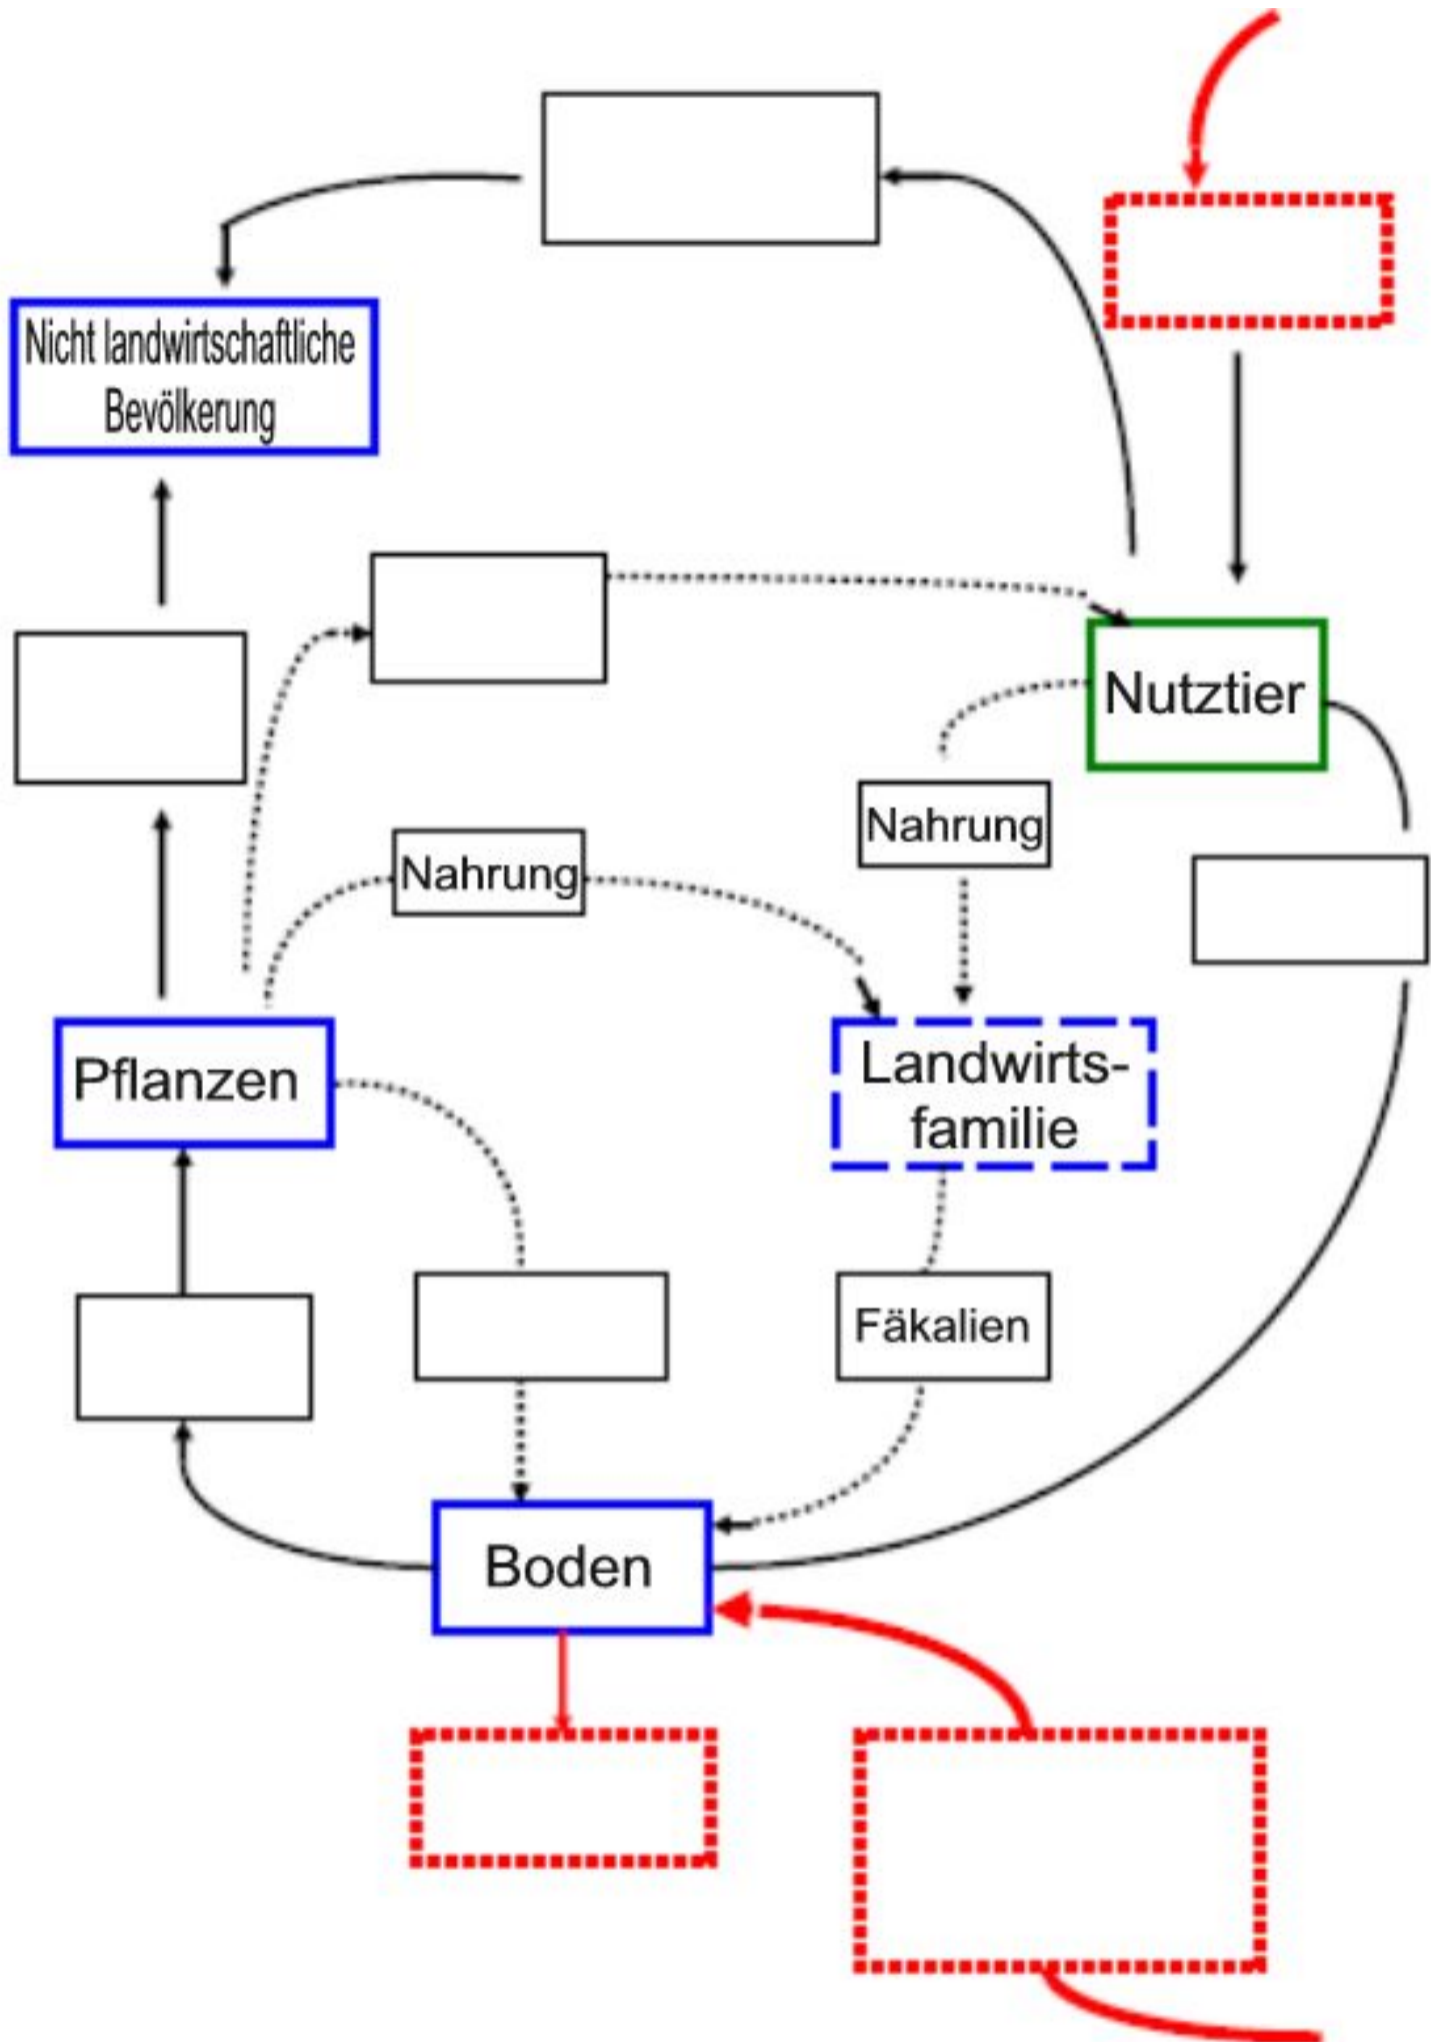 Nicht landwirtschaftliche
Bevölkerung
Nutztier
Nahrung
Nahrung
Pflanzen
Landwirts-
familie
Fäkalien
Boden